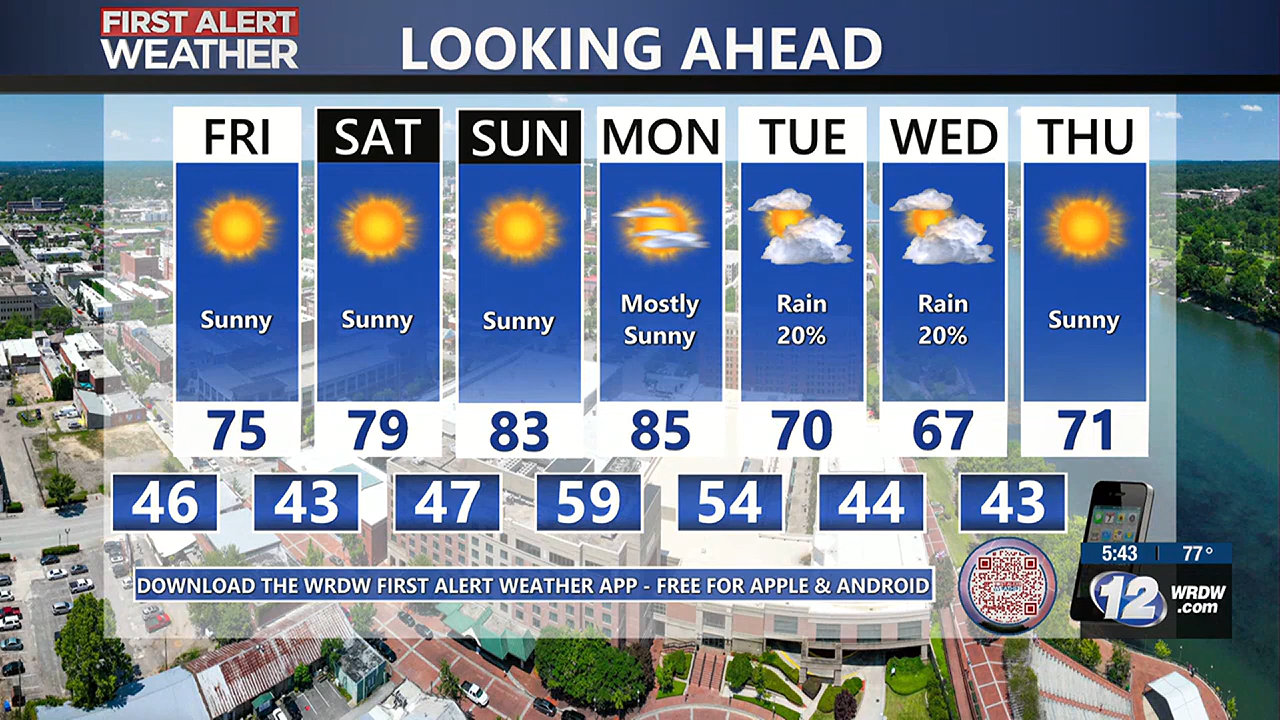 FIRST ALERT
WEATHER
LOOKING AHEAD
FRI SAT SUN MON TUE WED THU
Sunny Sunny Sunny Mostly Sunny Rain 20% Rain 20% Sunny
75 79 83 85 70 67 71
46 43 47 59 54 44 43
DOWNLOAD THE WRDW FIRST ALERT WEATHER APP - FREE FOR APPLE & ANDROID
5:43 | 77°
12 WRDW
.com